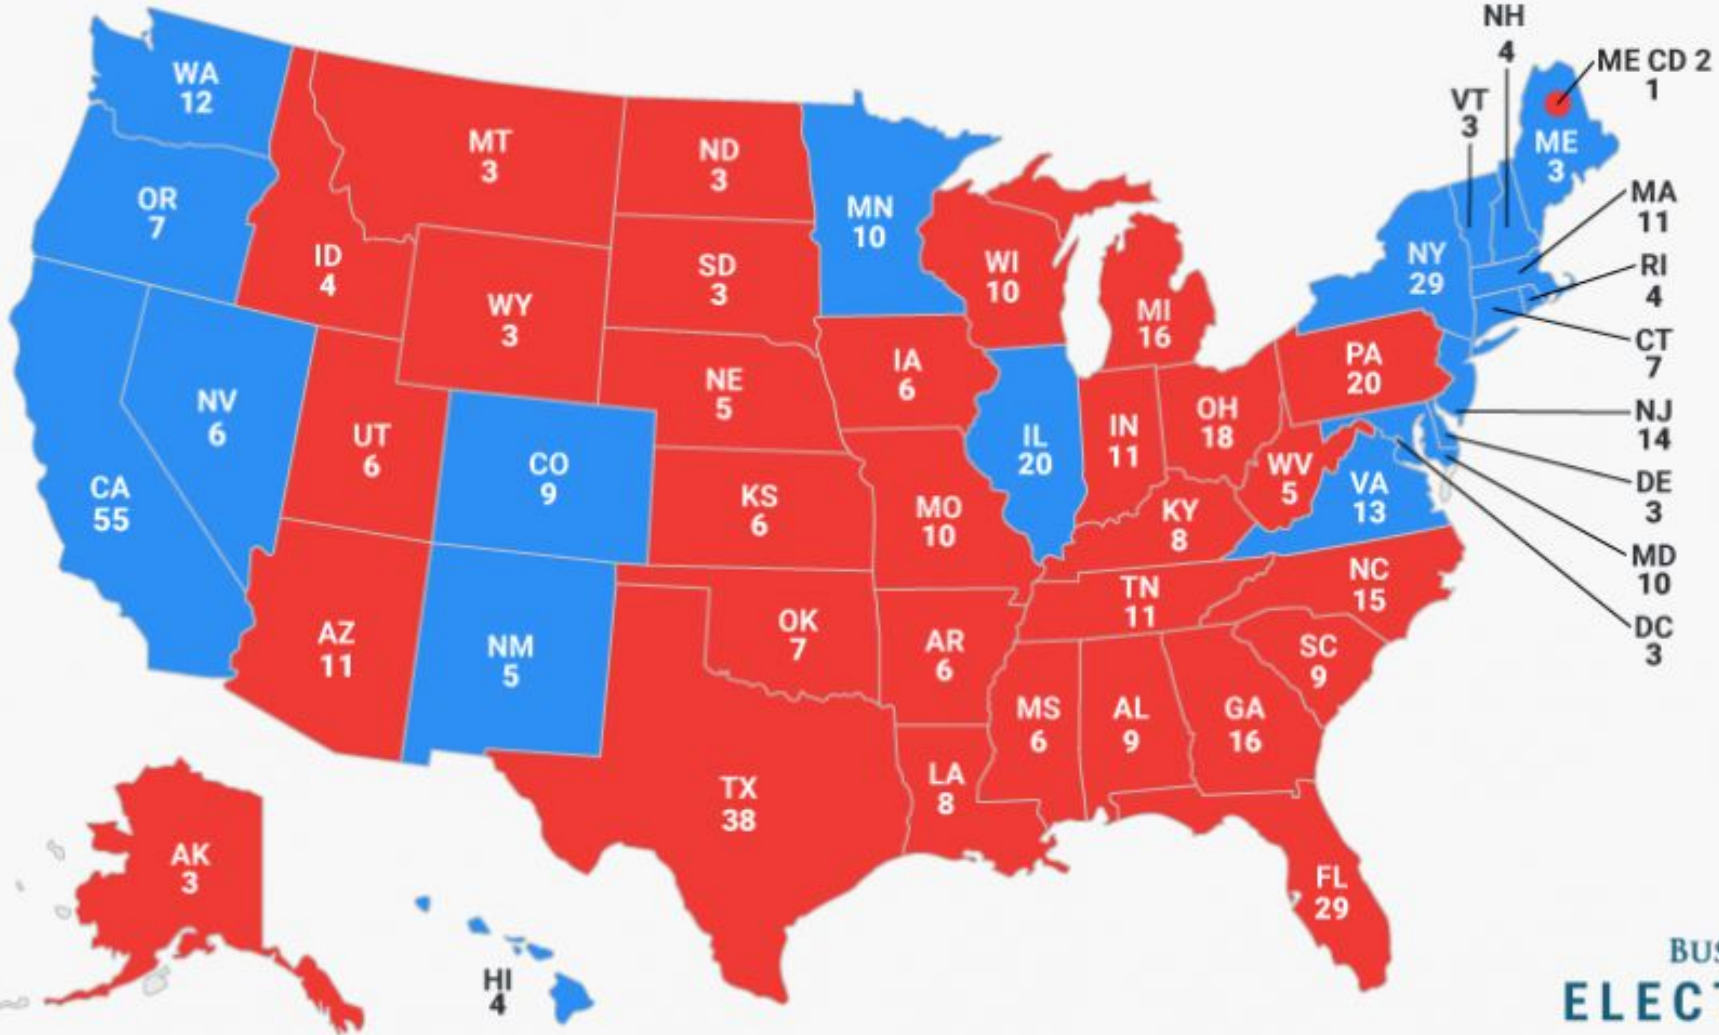 NH
4
ME CD 2
1
VT
3
WA
12
MT
3
ND
3
ME
3
OR
7
MN
10
MA
11
ID
4
SD
3
WI
10
NY
29
RI
4
WY
3
MI
16
CT
7
IA
6
PA
20
NE
5
NV
6
UT
6
CO
9
IL
20
IN
11
OH
18
NJ
14
CA
55
KS
6
MO
10
WV
5
VA
13
DE
3
KY
8
MD
10
NC
15
TN
11
AZ
11
NM
5
OK
7
AR
6
SC
9
DC
3
MS
6
AL
9
GA
16
TX
38
LA
8
AK
3
FL
29
HI
4
BUS
ELECT